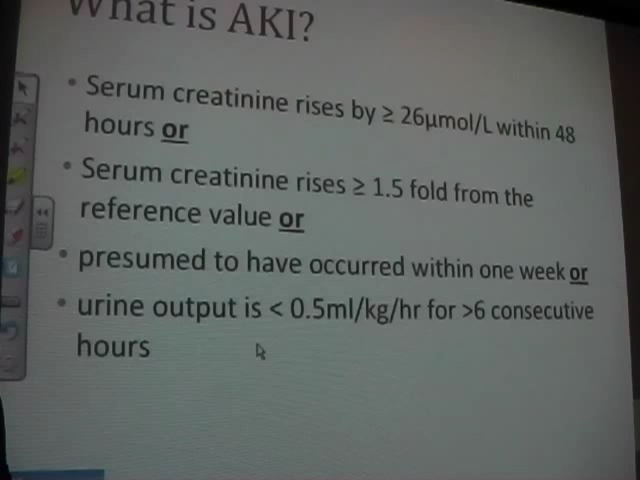 What is AKI?
• Serum creatinine rises by ≥ 26μmol/L within 48
hours or
• Serum creatinine rises ≥ 1.5 fold from the
reference value or
• presumed to have occurred within one week or
• urine output is < 0.5ml/kg/hr for >6 consecutive
hours